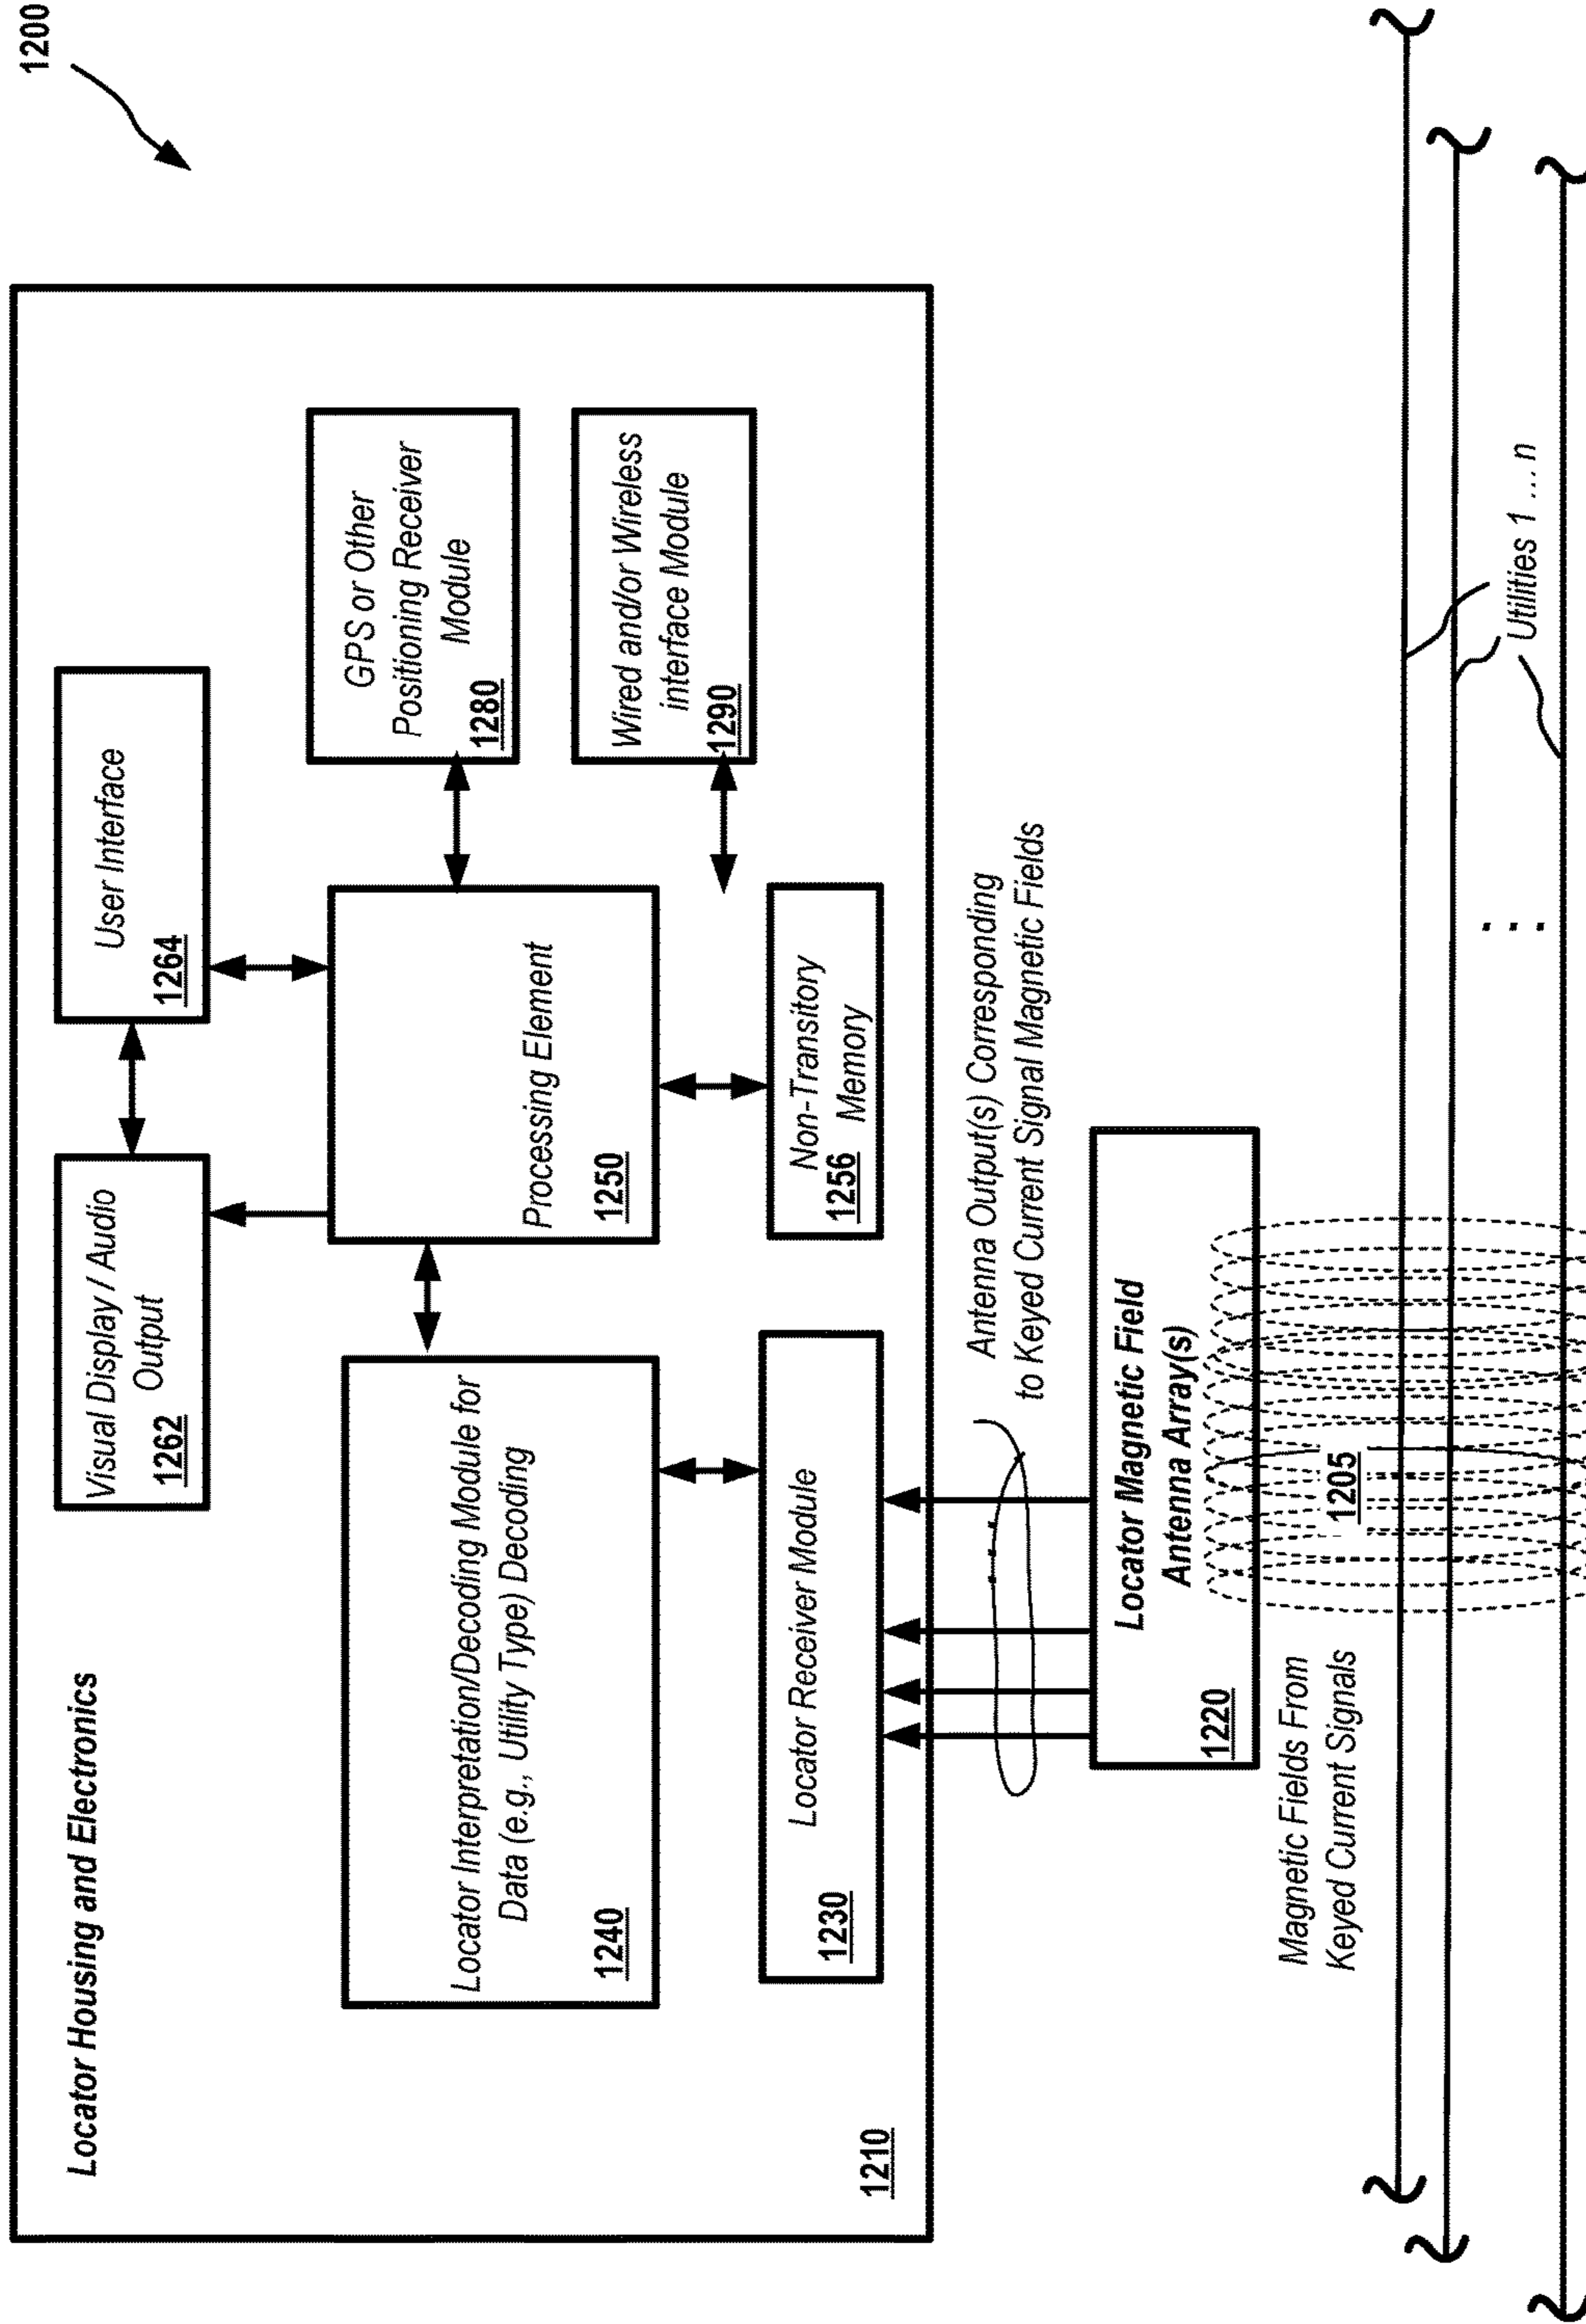 1200
Locator Housing and Electronics
Visual Display / Audio
Output
1262
User Interface
1264
Locator Interpretation/Decoding Module for
Data (e.g., Utility Type) Decoding
1240
Processing Element
1250
GPS or Other
Positioning Receiver
Module
1280
Wired and/or Wireless
interface Module
1290
Locator Receiver Module
1230
Non-Transitory
Memory
1256
1210
Antenna Output(s) Corresponding
to Keyed Current Signal Magnetic Fields
...
Locator Magnetic Field
Antenna Array(s)
1220
Magnetic Fields From
Keyed Current Signals
1205
...
Utilities 1 ... n